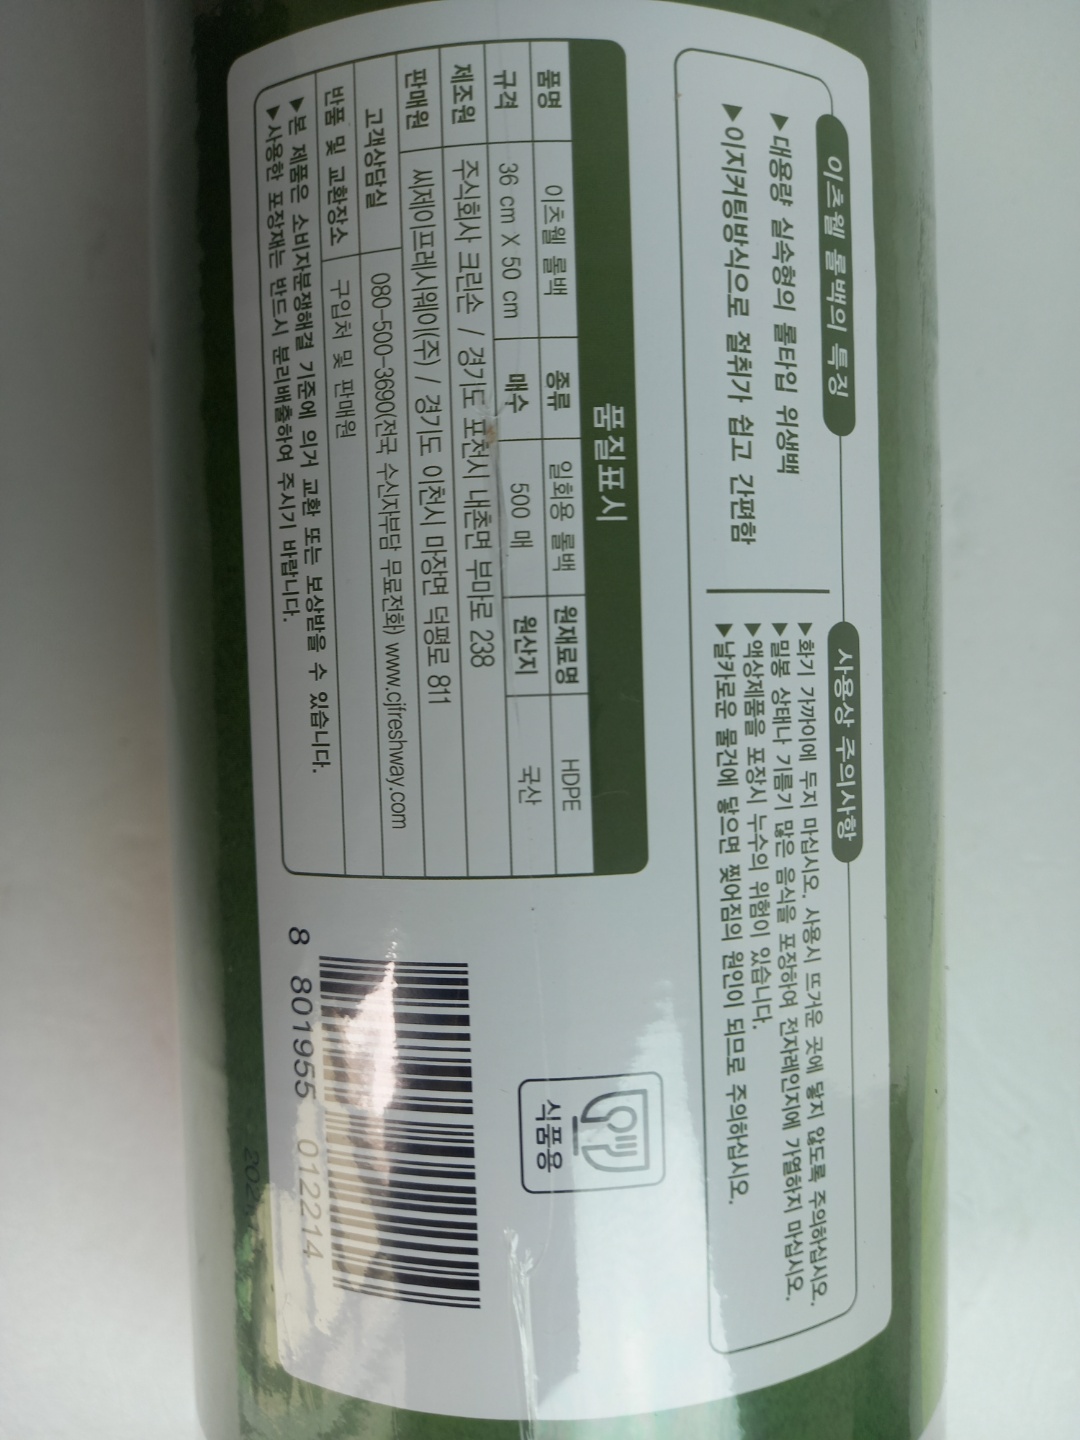 이츠웰 롤백의 특징
▶대용량 실속형의 롤타입 위생백
▶이지커팅방식으로 절취가 쉽고 간편함
사용상 주의사항
▶화기 가까이에 두지 마십시오. 사용시 뜨거운 곳에 닿지 않도록 주의하십시오.
▶밀봉 상태나 기름기 많은 음식을 포장하여 전자레인지에 가열하지 마십시오.
▶액상제품을 포장시 누수의 위험이 있습니다.
▶날카로운 물건에 닿으면 찢어짐의 원인이 되므로 주의하십시오.
품질표시
품명 이츠웰 롤백 종류 일회용 롤백 원재료명 HDPE
규격 36 cm X 50 cm 매수 500 매 원산지 국산
제조원 주식회사 크린소 / 경기도 포천시 내촌면 부마로 238
판매원 씨제이프레시웨이(주) / 경기도 이천시 마장면 덕평로 811
고객상담실 080-500-3690(전국 수신자부담 무료전화) www.cjfreshway.com
반품 및 교환장소 구입처 및 판매원
▶본 제품은 소비자분쟁해결 기준에 의거 교환 또는 보상받을 수 있습니다.
▶사용한 포장재는 반드시 분리배출하여 주시기 바랍니다.
식품용
8 801955 012214